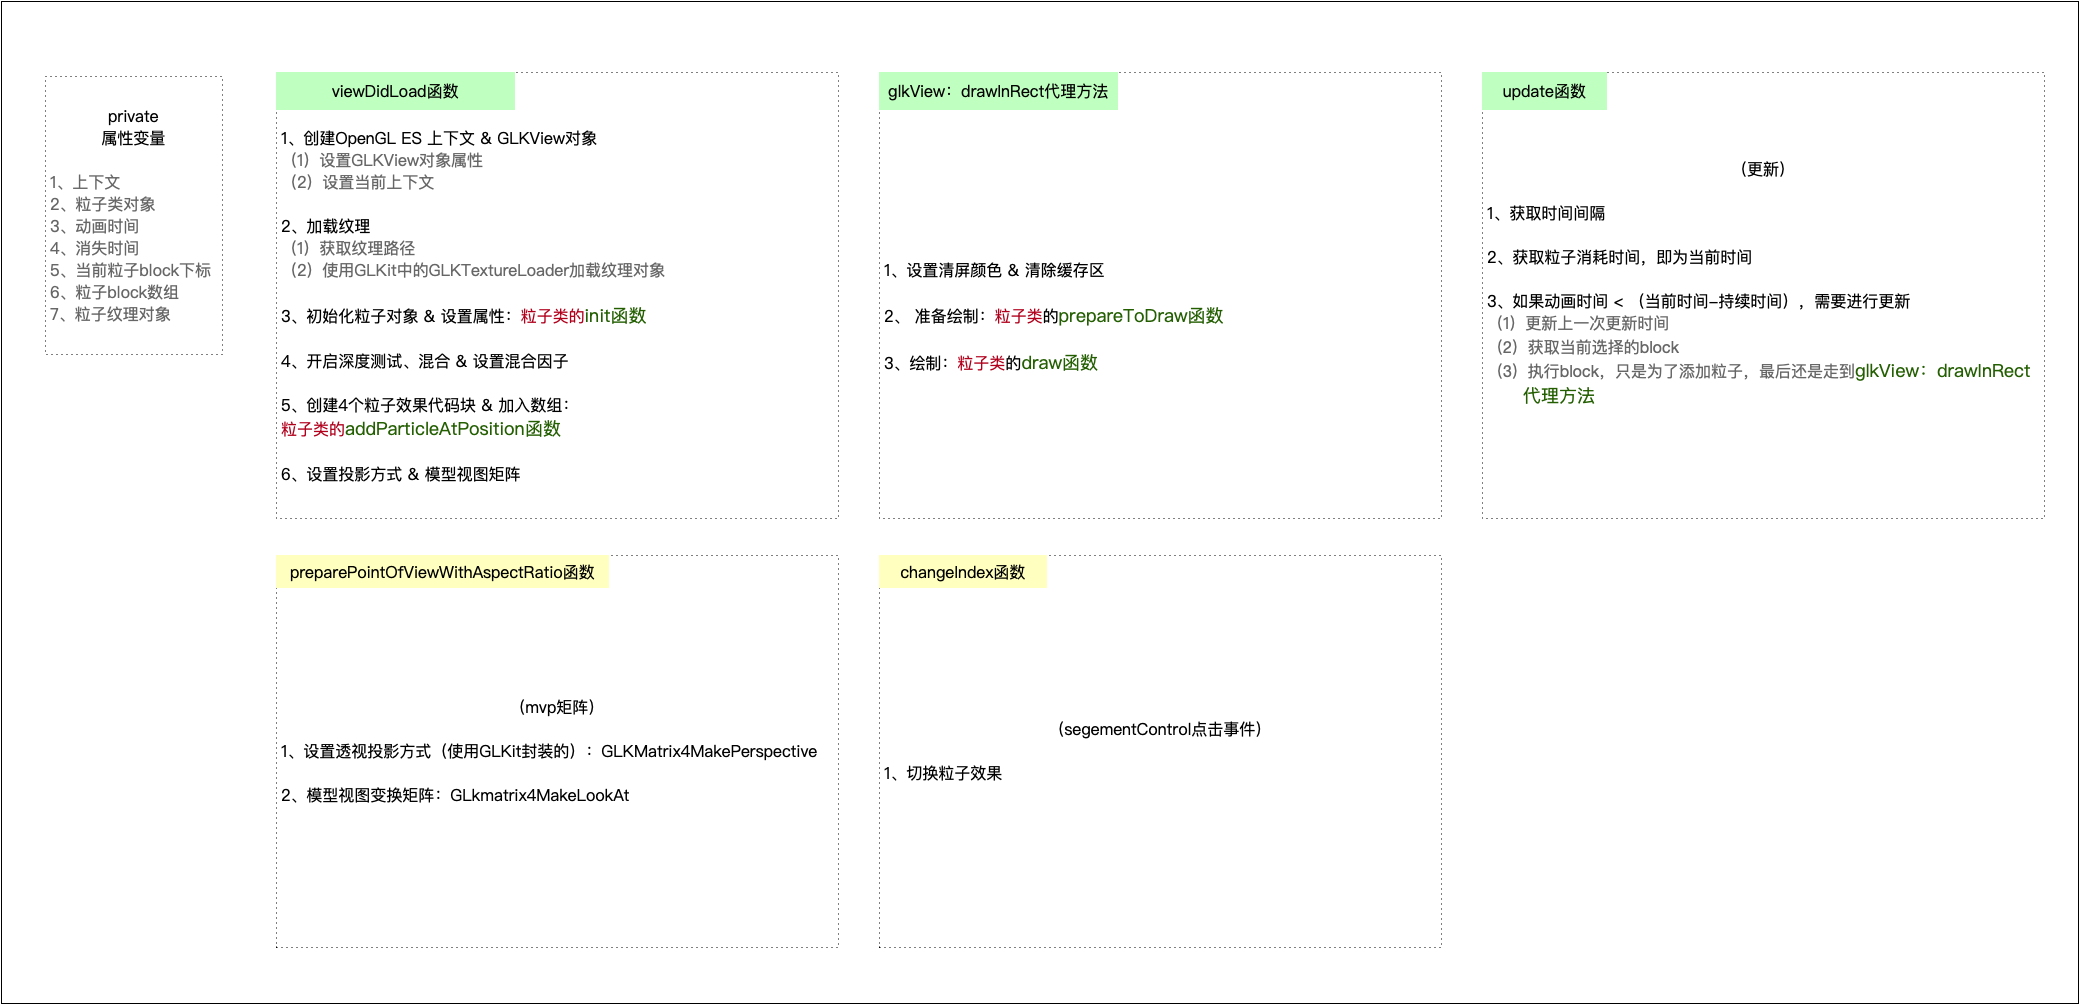 private
属性变量
1、上下文
2、粒子类对象
3、动画时间
4、消失时间
5、当前粒子block下标
6、粒子block数组
7、粒子纹理对象
viewDidLoad函数
1、创建OpenGL ES 上下文 & GLKView对象
（1）设置GLKView对象属性
（2）设置当前上下文
2、加载纹理
（1）获取纹理路径
（2）使用GLKit中的GLKTextureLoader加载纹理对象
3、初始化粒子对象 & 设置属性：粒子类的init函数
4、开启深度测试、混合 & 设置混合因子
5、创建4个粒子效果代码块 & 加入数组：
粒子类的addParticleAtPosition函数
6、设置投影方式 & 模型视图矩阵
glkView：drawInRect代理方法
1、设置清屏颜色 & 清除缓存区
2、 准备绘制：粒子类的prepareToDraw函数
3、绘制：粒子类的draw函数
update函数
（更新）
1、获取时间间隔
2、获取粒子消耗时间，即为当前时间
3、如果动画时间 < （当前时间-持续时间），需要进行更新
（1）更新上一次更新时间
（2）获取当前选择的block
（3）执行block，只是为了添加粒子，最后还是走到glkView：drawInRect
代理方法
preparePointOfViewWithAspectRatio函数
（mvp矩阵）
1、设置透视投影方式（使用GLKit封装的）：GLKMatrix4MakePerspective
2、模型视图变换矩阵：GLkmatrix4MakeLookAt
changeIndex函数
（segementControl点击事件）
1、切换粒子效果